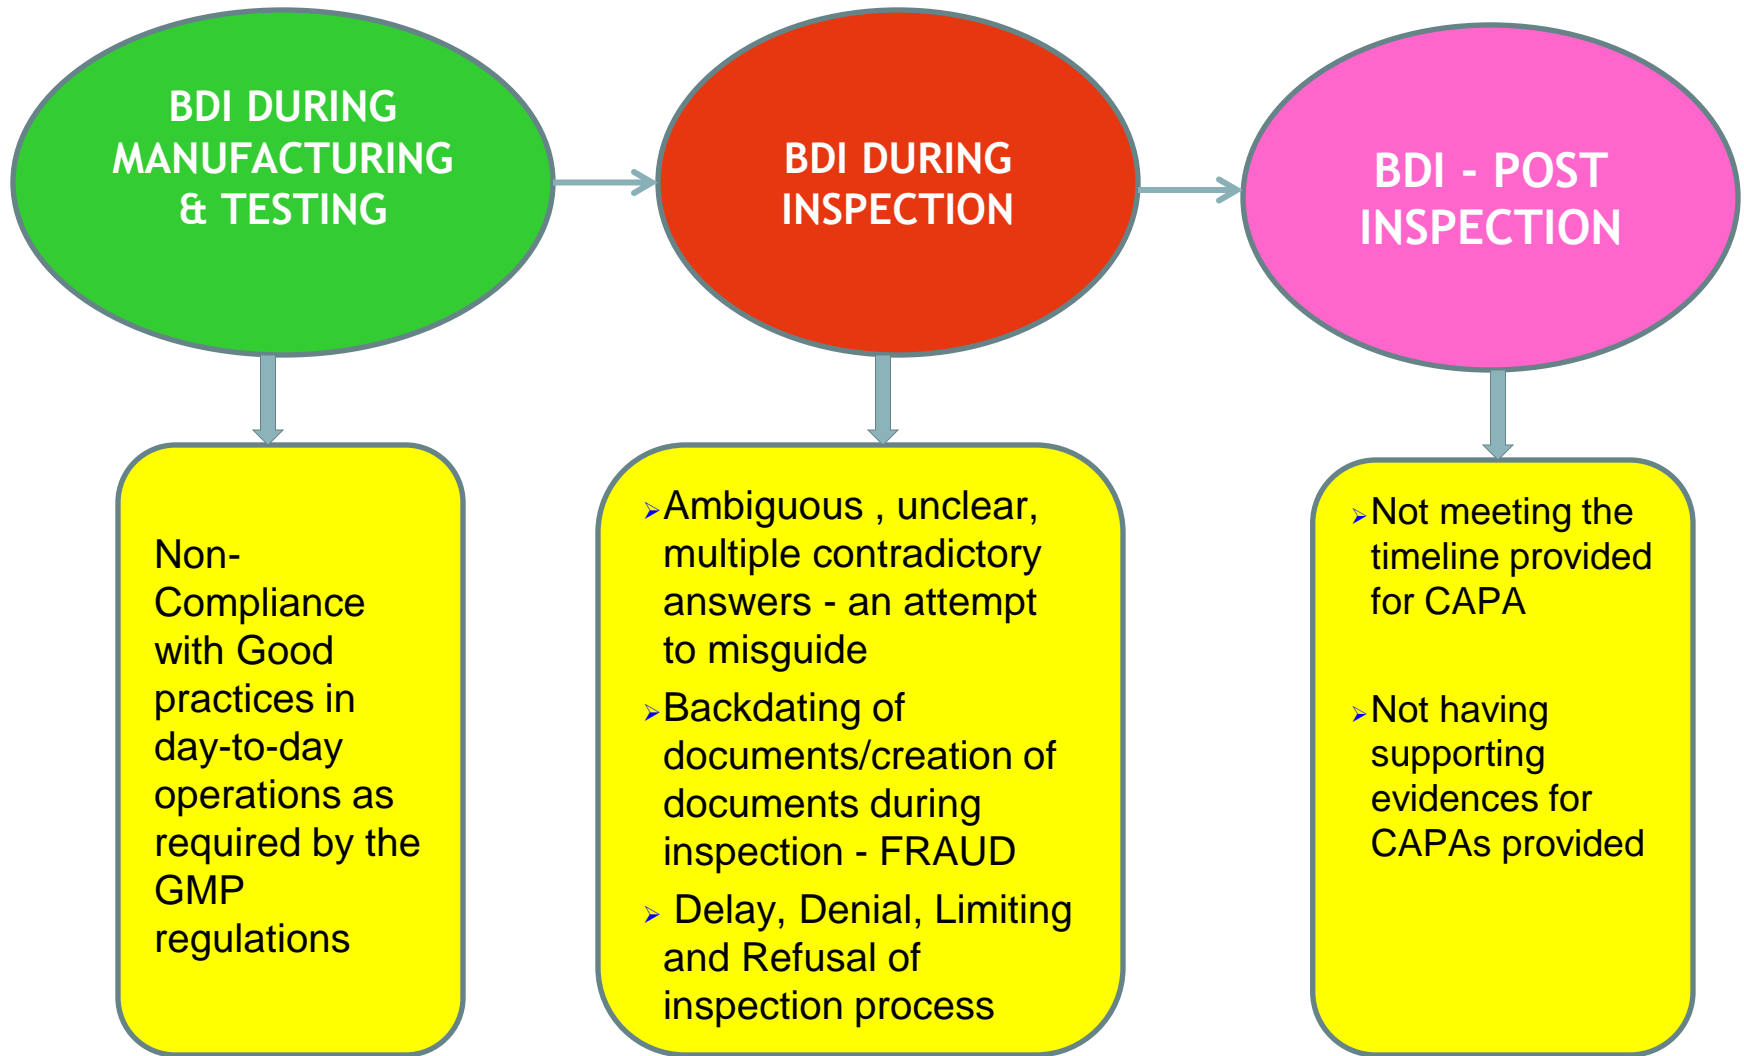 BDI DURING
MANUFACTURING
& TESTING
BDI DURING
INSPECTION
BDI - POST
INSPECTION
Non-
Compliance
with Good
practices in
day-to-day
operations as
required by the
GMP
regulations
➢Ambiguous , unclear,
multiple contradictory
answers - an attempt
to misguide
➢Backdating of
documents/creation of
documents during
inspection - FRAUD
➢ Delay, Denial, Limiting
and Refusal of
inspection process
➢Not meeting the
timeline provided
for CAPA
➢Not having
supporting
evidences for
CAPAs provided